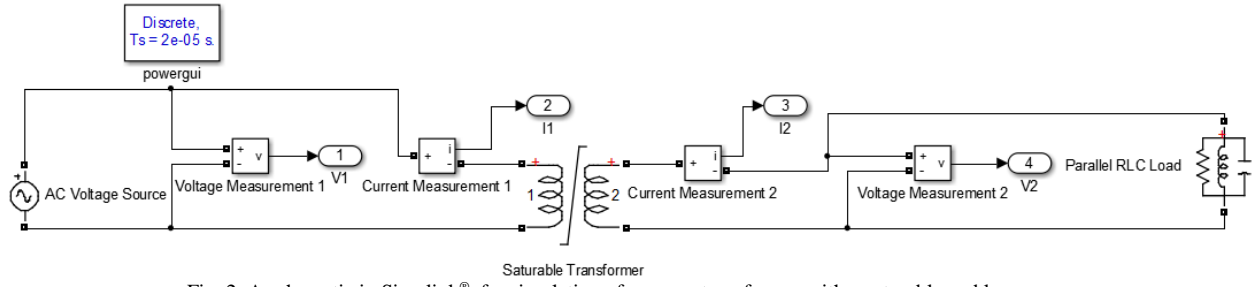 Discrete,
Ts = 2e-05 s.
powergui
2
I1
3
I2
+
-
v
1
V1
+
i
-
+
i
-
+
-
v
4
V2
Parallel RLC Load
AC Voltage Source
Voltage Measurement 1
Current Measurement 1
1
2
Current Measurement 2
Voltage Measurement 2
Saturable Transformer